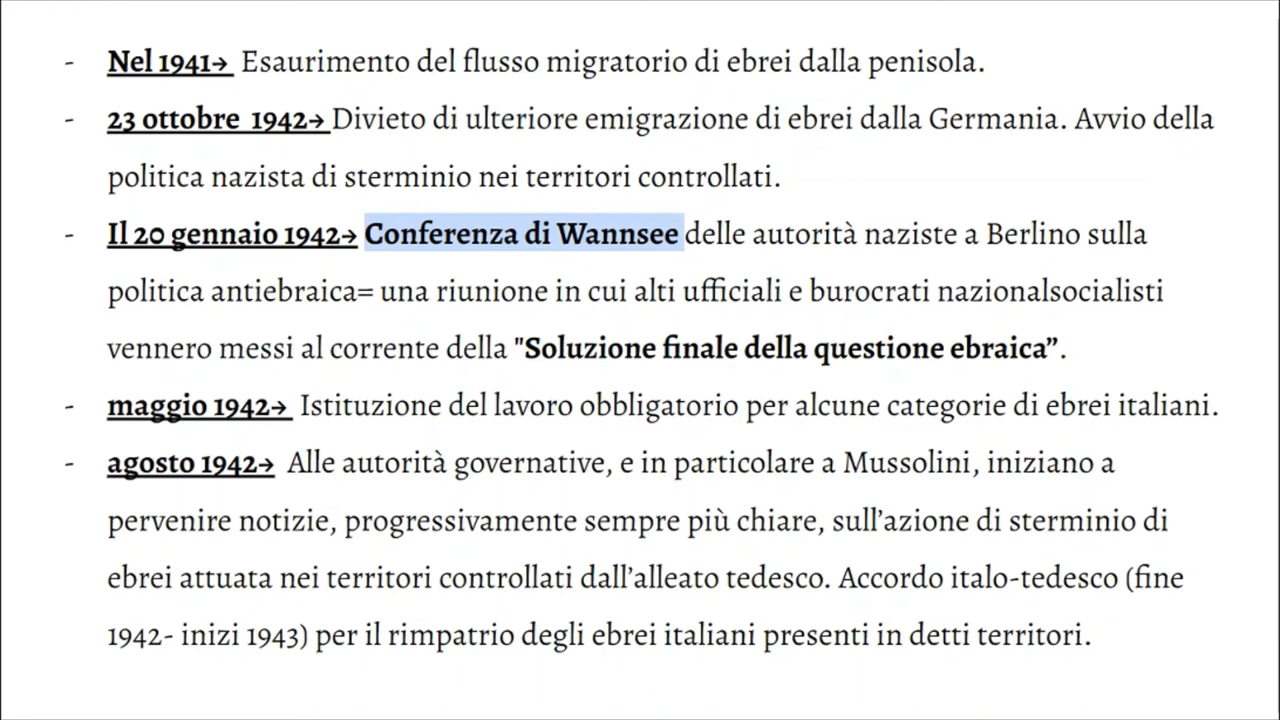 - Nel 1941→ Esaurimento del flusso migratorio di ebrei dalla penisola.
- 23 ottobre 1942→ Divieto di ulteriore emigrazione di ebrei dalla Germania. Avvio della
politica nazista di sterminio nei territori controllati.
- Il 20 gennaio 1942→ Conferenza di Wannsee delle autorità naziste a Berlino sulla
politica antiebraica= una riunione in cui alti ufficiali e burocrati nazionalsocialisti
vennero messi al corrente della "Soluzione finale della questione ebraica”.
- maggio 1942→ Istituzione del lavoro obbligatorio per alcune categorie di ebrei italiani.
- agosto 1942→ Alle autorità governative, e in particolare a Mussolini, iniziano a
pervenire notizie, progressivamente sempre più chiare, sull’azione di sterminio di
ebrei attuata nei territori controllati dall’alleato tedesco. Accordo italo-tedesco (fine
1942- inizi 1943) per il rimpatrio degli ebrei italiani presenti in detti territori.